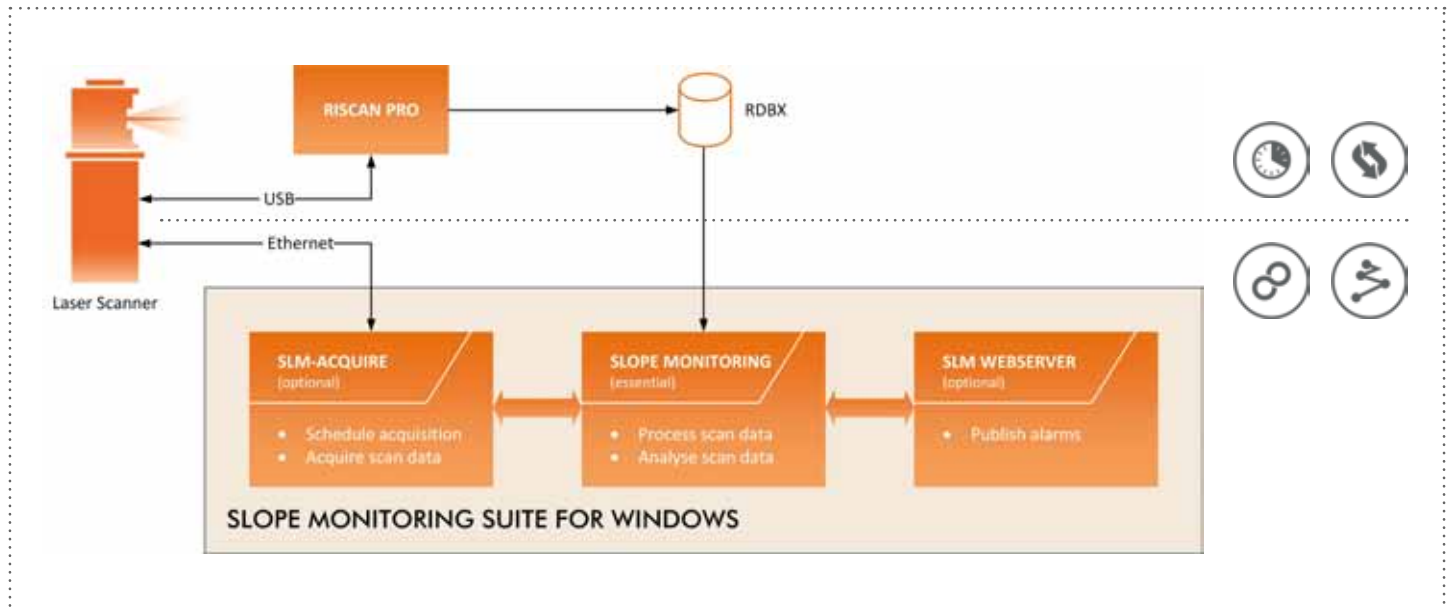 RISCAN PRO
RDBX
USB
Ethernet
Laser Scanner
SLM-ACQUIRE
(optional)
• Schedule acquisition
• Acquire scan data
SLOPE MONITORING
(essential)
• Process scan data
• Analyse scan data
SLM WEBSERVER
(optional)
• Publish alarms
SLOPE MONITORING SUITE FOR WINDOWS